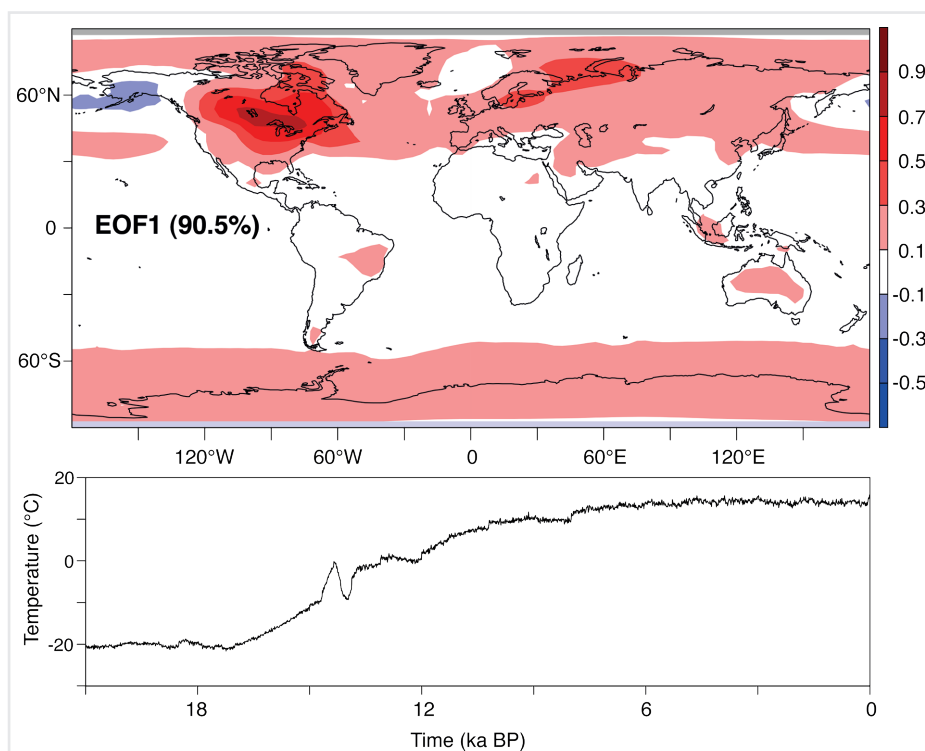 60°N
0
60°S
EOF1 (90.5%)
0.9
0.7
0.5
0.3
0.1
-0.1
-0.3
-0.5
120°W 60°W 0 60°E 120°E
20
0
-20
Temperature (°C)
18 12 6 0
Time (ka BP)